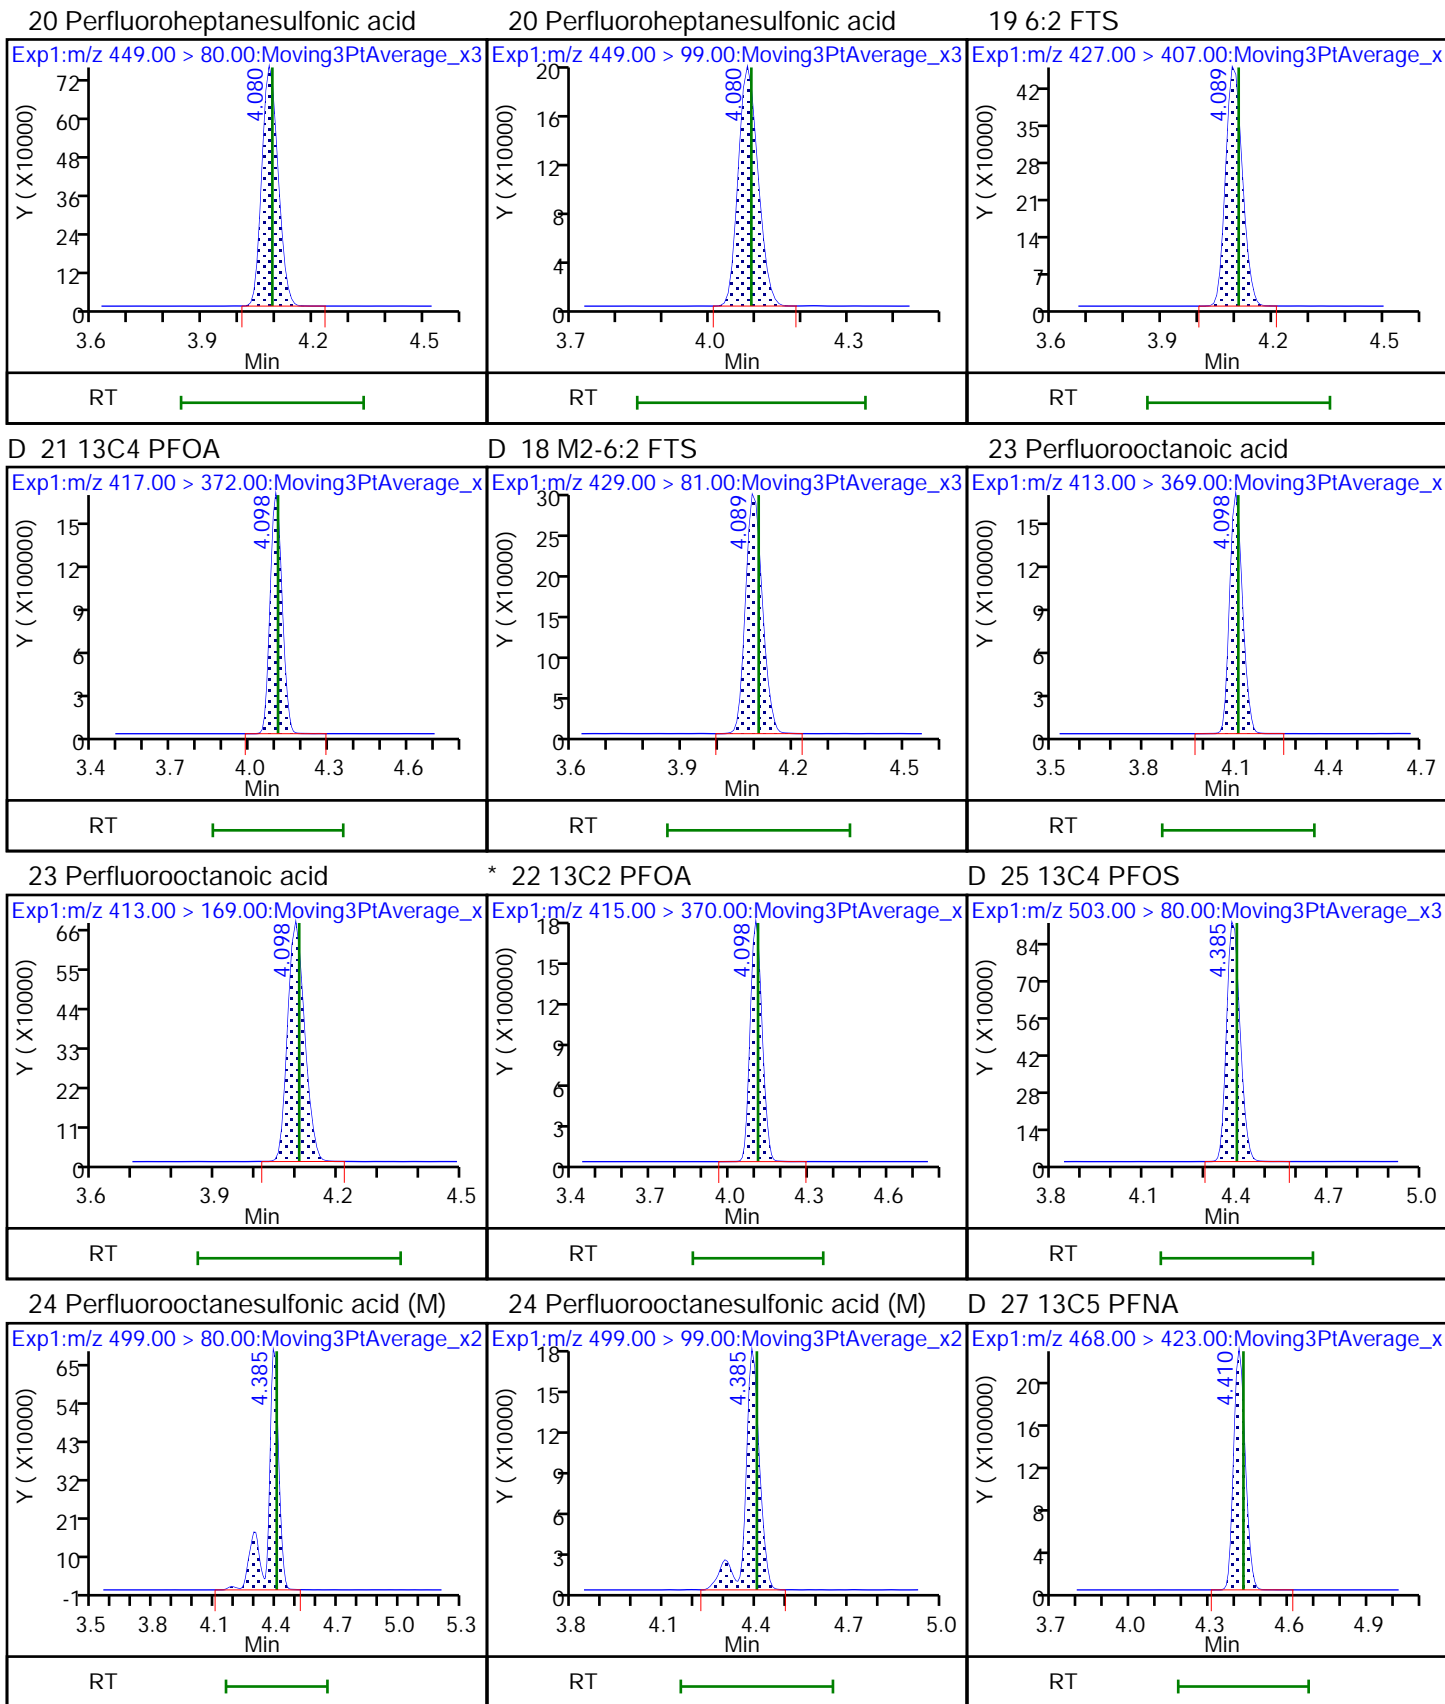 20 Perfluoroheptanesulfonic acid
Exp1:m/z 449.00 > 80.00:Moving3PtAverage_x3
4.080
Y ( X10000)
72
60
48
36
24
12
0
3.6 3.9 4.2 4.5
Min
RT
20 Perfluoroheptanesulfonic acid
Exp1:m/z 449.00 > 99.00:Moving3PtAverage_x3
4.080
Y ( X10000)
20
16
12
8
4
0
3.7 4.0 4.3
Min
RT
19 6:2 FTS
Exp1:m/z 427.00 > 407.00:Moving3PtAverage_x
4.089
Y ( X10000)
42
35
28
21
14
7
0
3.6 3.9 4.2 4.5
Min
RT
D 21 13C4 PFOA
Exp1:m/z 417.00 > 372.00:Moving3PtAverage_x
4.098
Y ( X100000)
15
12
9
6
3
0
3.4 3.7 4.0 4.3 4.6
Min
RT
D 18 M2-6:2 FTS
Exp1:m/z 429.00 > 81.00:Moving3PtAverage_x3
4.089
Y ( X10000)
30
25
20
15
10
5
0
3.6 3.9 4.2 4.5
Min
RT
23 Perfluorooctanoic acid
Exp1:m/z 413.00 > 369.00:Moving3PtAverage_x
4.098
Y ( X100000)
15
12
9
6
3
0
3.5 3.8 4.1 4.4 4.7
Min
RT
23 Perfluorooctanoic acid
Exp1:m/z 413.00 > 169.00:Moving3PtAverage_x
4.098
Y ( X10000)
66
55
44
33
22
11
0
3.6 3.9 4.2 4.5
Min
RT
* 22 13C2 PFOA
Exp1:m/z 415.00 > 370.00:Moving3PtAverage_x
4.098
Y ( X100000)
18
15
12
9
6
3
0
3.4 3.7 4.0 4.3 4.6
Min
RT
D 25 13C4 PFOS
Exp1:m/z 503.00 > 80.00:Moving3PtAverage_x3
4.385
Y ( X10000)
84
70
56
42
28
14
0
3.8 4.1 4.4 4.7 5.0
Min
RT
24 Perfluorooctanesulfonic acid (M)
Exp1:m/z 499.00 > 80.00:Moving3PtAverage_x2
4.385
Y ( X10000)
65
54
43
32
21
10
-1
3.5 3.8 4.1 4.4 4.7 5.0 5.3
Min
RT
24 Perfluorooctanesulfonic acid (M)
Exp1:m/z 499.00 > 99.00:Moving3PtAverage_x2
4.385
Y ( X10000)
18
15
12
9
6
3
0
3.8 4.1 4.4 4.7 5.0
Min
RT
D 27 13C5 PFNA
Exp1:m/z 468.00 > 423.00:Moving3PtAverage_x
4.410
Y ( X100000)
20
16
12
8
4
0
3.7 4.0 4.3 4.6 4.9
Min
RT